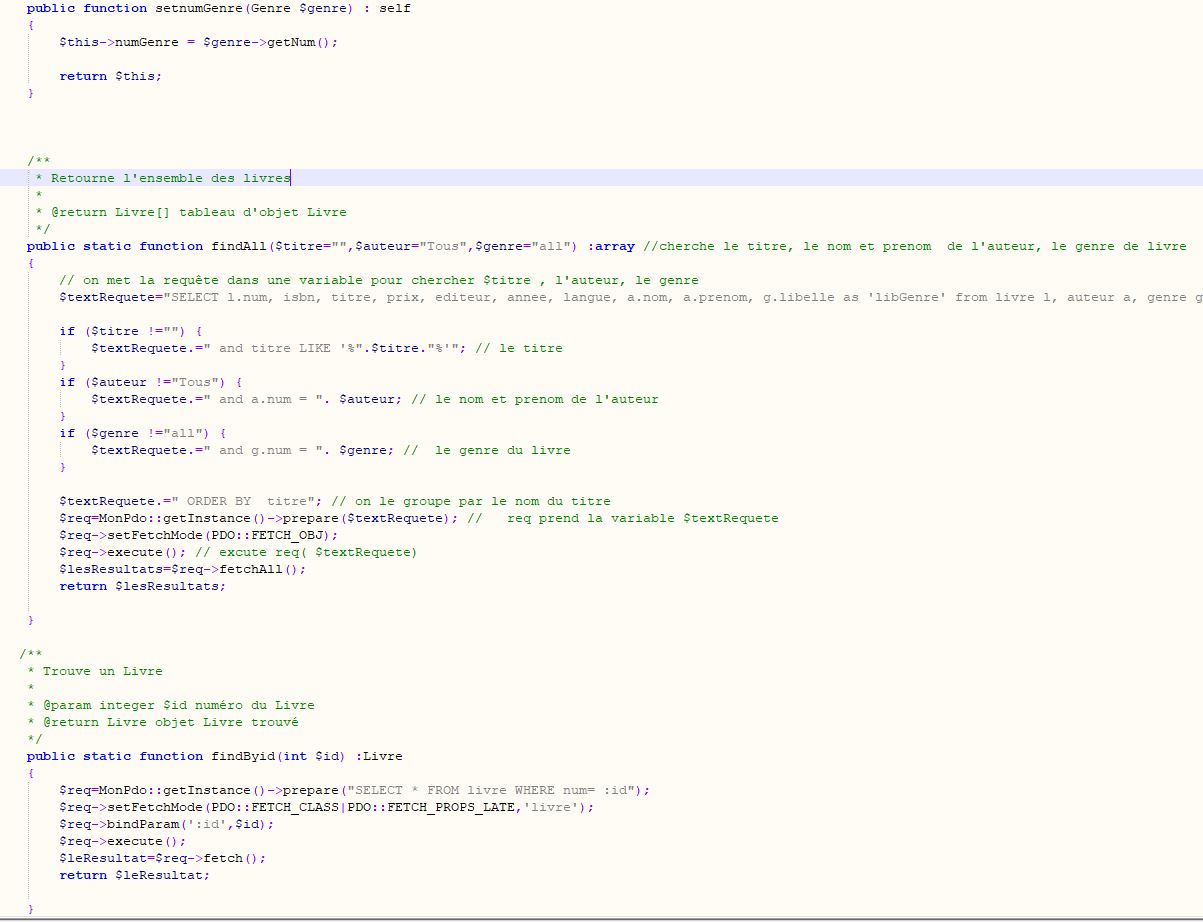 public function setnumGenre(Genre $genre) : self
{
$this->numGenre = $genre->getNum();
return $this;
}
/**
* Retourne l'ensemble des livres
*
* @return Livre[] tableau d'objet Livre
*/
public static function findAll($titre="",$auteur="Tous",$genre="all") :array //cherche le titre, le nom et prenom  de l'auteur, le genre de livre
{
// on met la requête dans une variable pour chercher $titre , l'auteur, le genre
$textRequete="SELECT l.num, isbn, titre, prix, editeur, annee, langue, a.nom, a.prenom, g.libelle as 'libGenre' from livre l, auteur a, genre g
if ($titre !="") {
$textRequete.=" and titre LIKE '%".$titre."%'"; // le titre
}
if ($auteur !="Tous") {
$textRequete.=" and a.num = ". $auteur; // le nom et prenom de l'auteur
}
if ($genre !="all") {
$textRequete.=" and g.num = ". $genre; //  le genre du livre
}
$textRequete.=" ORDER BY  titre"; // on le groupe par le nom du titre
$req=MonPdo::getInstance()->prepare($textRequete); //   req prend la variable $textRequete
$req->setFetchMode(PDO::FETCH_OBJ);
$req->execute(); // excute req( $textRequete)
$lesResultats=$req->fetchAll();
return $lesResultats;
}
/**
* Trouve un Livre
*
* @param integer $id numéro du Livre
* @return Livre objet Livre trouvé
*/
public static function findByid(int $id) :Livre
{
$req=MonPdo::getInstance()->prepare("SELECT * FROM livre WHERE num= :id");
$req->setFetchMode(PDO::FETCH_CLASS|PDO::FETCH_PROPS_LATE,'livre');
$req->bindParam(':id',$id);
$req->execute();
$leResultat=$req->fetch();
return $leResultat;
}